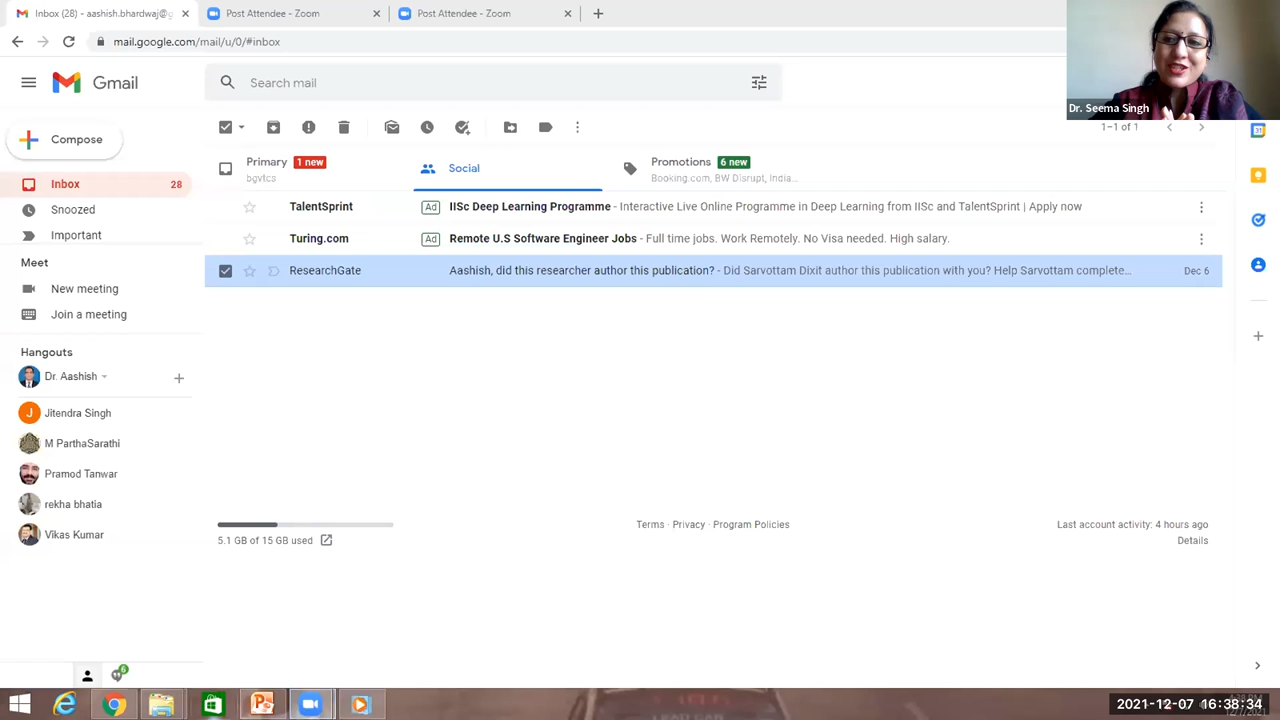 Inbox (28) - aashish.bhardwaj@g
Post Attendee - Zoom
Post Attendee - Zoom
mail.google.com/mail/u/0/#inbox
Dr. Seema Singh
Gmail
Search mail
Compose
1–1 of 1
31
Primary 1 new
bgvtcs
Social
Promotions 6 new
Booking.com, BW Disrupt, India...
Inbox 28
Snoozed
Important
TalentSprint Ad IISc Deep Learning Programme - Interactive Live Online Programme in Deep Learning from IISc and TalentSprint | Apply now
Turing.com Ad Remote U.S Software Engineer Jobs - Full time jobs. Work Remotely. No Visa needed. High salary.
ResearchGate Aashish, did this researcher author this publication? - Did Sarvottam Dixit author this publication with you? Help Sarvottam complete... Dec 6
Meet
New meeting
Join a meeting
Hangouts
Dr. Aashish
J Jitendra Singh
M ParthaSarathi
Pramod Tanwar
rekha bhatia
Vikas Kumar
5.1 GB of 15 GB used
Terms · Privacy · Program Policies
Last account activity: 4 hours ago
Details
6
2021-12-07 16:38:34